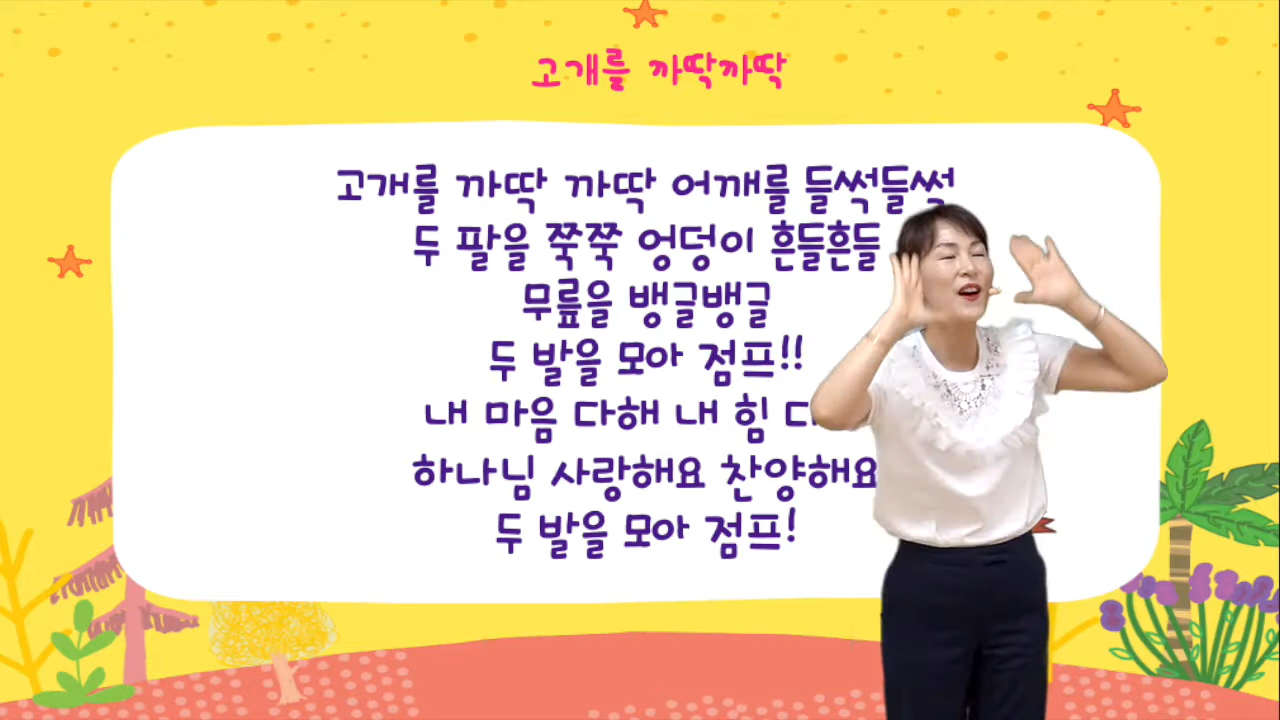 고개를 까딱까딱
고개를 까딱 까딱 어깨를 들썩들썩
두 팔을 쭉쭉 엉덩이 흔들흔들
무릎을 뱅글뱅글
두 발을 모아 점프!!
내 마음 다해 내 힘
하나님 사랑해요 찬양해요
두 발을 모아 점프!